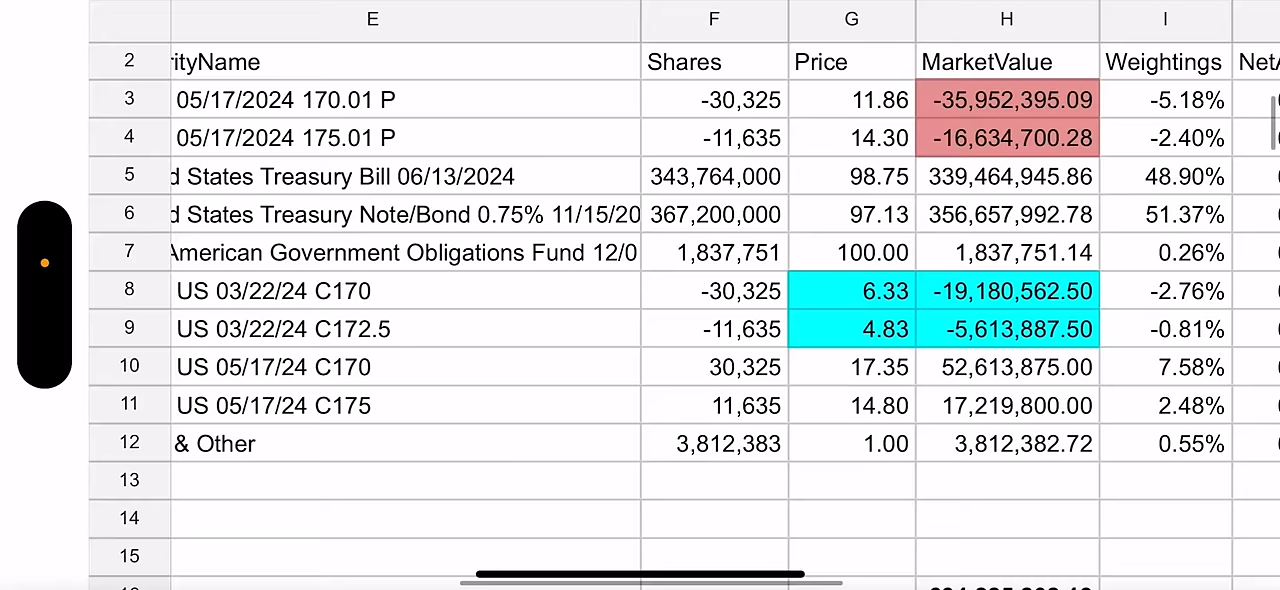 E F G H I
2 rityName Shares Price MarketValue Weightings NetA
3 05/17/2024 170.01 P -30,325 11.86 -35,952,395.09 -5.18%
4 05/17/2024 175.01 P -11,635 14.30 -16,634,700.28 -2.40%
5 d States Treasury Bill 06/13/2024 343,764,000 98.75 339,464,945.86 48.90%
6 d States Treasury Note/Bond 0.75% 11/15/20 367,200,000 97.13 356,657,992.78 51.37%
7 American Government Obligations Fund 12/0 1,837,751 100.00 1,837,751.14 0.26%
8 US 03/22/24 C170 -30,325 6.33 -19,180,562.50 -2.76%
9 US 03/22/24 C172.5 -11,635 4.83 -5,613,887.50 -0.81%
10 US 05/17/24 C170 30,325 17.35 52,613,875.00 7.58%
11 US 05/17/24 C175 11,635 14.80 17,219,800.00 2.48%
12 & Other 3,812,383 1.00 3,812,382.72 0.55%
13
14
15